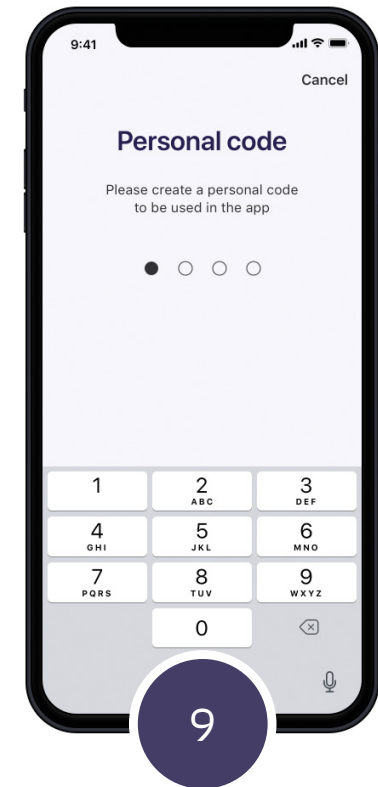 9:41
Cancel
Personal code
Please create a personal code
to be used in the app
1 2 3
ABC DEF
4 5 6
GHI JKL MNO
7 8 9
PQRS TUV WXYZ
0
9